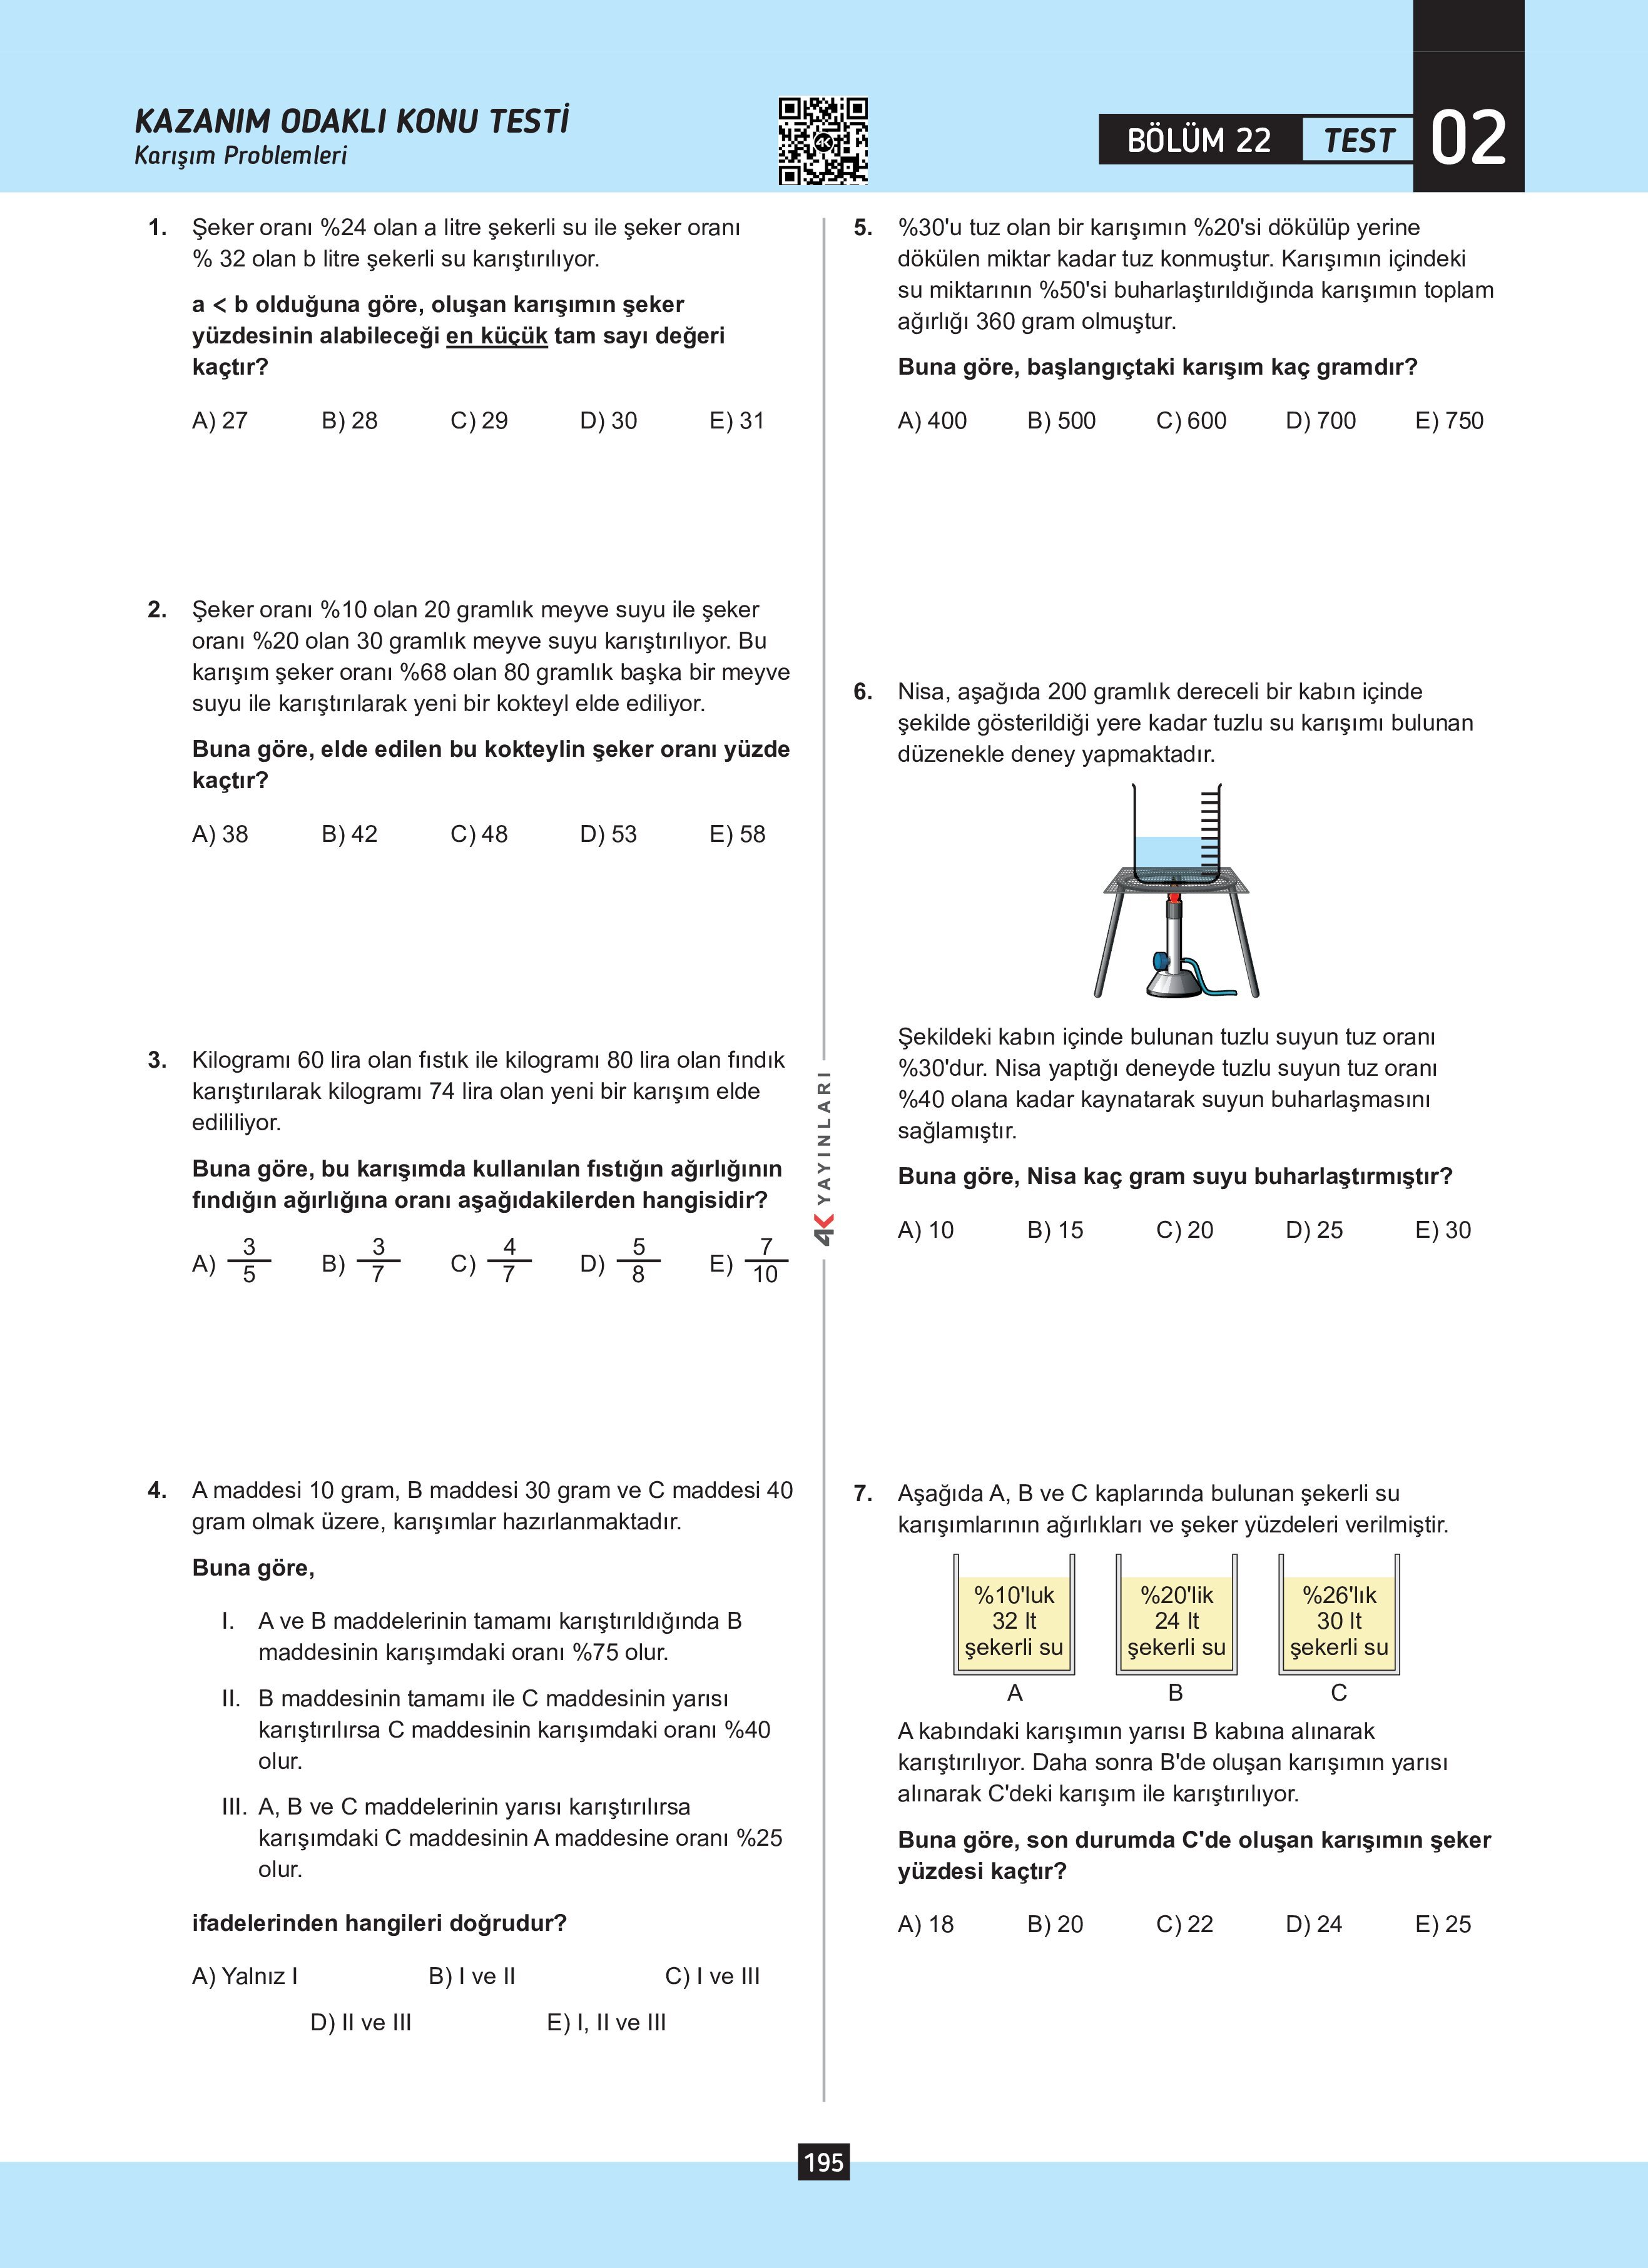 KAZANIM ODAKLI KONU TESTİ
Karışım Problemleri
4K
BÖLÜM 22
TEST
02
1. Şeker oranı %24 olan a litre şekerli su ile şeker oranı
% 32 olan b litre şekerli su karıştırılıyor.
a < b olduğuna göre, oluşan karışımın şeker
yüzdesinin alabileceği en küçük tam sayı değeri
kaçtır?
A) 27 B) 28 C) 29 D) 30 E) 31
2. Şeker oranı %10 olan 20 gramlık meyve suyu ile şeker
oranı %20 olan 30 gramlık meyve suyu karıştırılıyor. Bu
karışım şeker oranı %68 olan 80 gramlık başka bir meyve
suyu ile karıştırılarak yeni bir kokteyl elde ediliyor.
Buna göre, elde edilen bu kokteylin şeker oranı yüzde
kaçtır?
A) 38 B) 42 C) 48 D) 53 E) 58
3. Kilogramı 60 lira olan fıstık ile kilogramı 80 lira olan fındık
karıştırılarak kilogramı 74 lira olan yeni bir karışım elde
edililiyor.
Buna göre, bu karışımda kullanılan fıstığın ağırlığının
fındığın ağırlığına oranı aşağıdakilerden hangisidir?
A) 3/5 B) 3/7 C) 4/7 D) 5/8 E) 7/10
4. A maddesi 10 gram, B maddesi 30 gram ve C maddesi 40
gram olmak üzere, karışımlar hazırlanmaktadır.
Buna göre,
I. A ve B maddelerinin tamamı karıştırıldığında B
maddesinin karışımdaki oranı %75 olur.
II. B maddesinin tamamı ile C maddesinin yarısı
karıştırılırsa C maddesinin karışımdaki oranı %40
olur.
III. A, B ve C maddelerinin yarısı karıştırılırsa
karışımdaki C maddesinin A maddesine oranı %25
olur.
ifadelerinden hangileri doğrudur?
A) Yalnız I B) I ve II C) I ve III
D) II ve III E) I, II ve III
4K YAYINLARI
5. %30'u tuz olan bir karışımın %20'si dökülüp yerine
dökülen miktar kadar tuz konmuştur. Karışımın içindeki
su miktarının %50'si buharlaştırıldığında karışımın toplam
ağırlığı 360 gram olmuştur.
Buna göre, başlangıçtaki karışım kaç gramdır?
A) 400 B) 500 C) 600 D) 700 E) 750
6. Nisa, aşağıda 200 gramlık dereceli bir kabın içinde
şekilde gösterildiği yere kadar tuzlu su karışımı bulunan
düzenekle deney yapmaktadır.
Şekildeki kabın içinde bulunan tuzlu suyun tuz oranı
%30'dur. Nisa yaptığı deneyde tuzlu suyun tuz oranı
%40 olana kadar kaynatarak suyun buharlaşmasını
sağlamıştır.
Buna göre, Nisa kaç gram suyu buharlaştırmıştır?
A) 10 B) 15 C) 20 D) 25 E) 30
7. Aşağıda A, B ve C kaplarında bulunan şekerli su
karışımlarının ağırlıkları ve şeker yüzdeleri verilmiştir.
%10'luk %20'lik %26'lık
32 lt 24 lt 30 lt
şekerli su şekerli su şekerli su
A B C
A kabındaki karışımın yarısı B kabına alınarak
karıştırılıyor. Daha sonra B'de oluşan karışımın yarısı
alınarak C'deki karışım ile karıştırılıyor.
Buna göre, son durumda C'de oluşan karışımın şeker
yüzdesi kaçtır?
A) 18 B) 20 C) 22 D) 24 E) 25
195